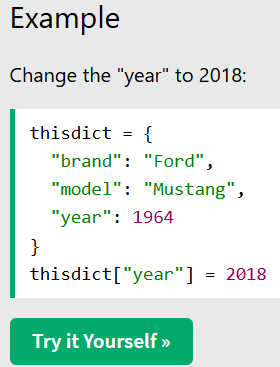 Example
Change the "year" to 2018:
thisdict = {
  "brand": "Ford",
  "model": "Mustang",
  "year": 1964
}
thisdict["year"] = 2018
Try it Yourself »